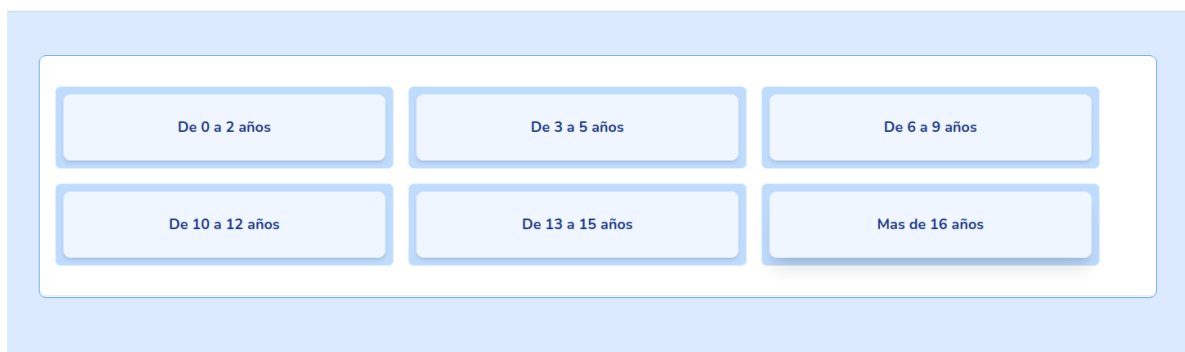 De 0 a 2 años
De 3 a 5 años
De 6 a 9 años
De 10 a 12 años
De 13 a 15 años
Mas de 16 años